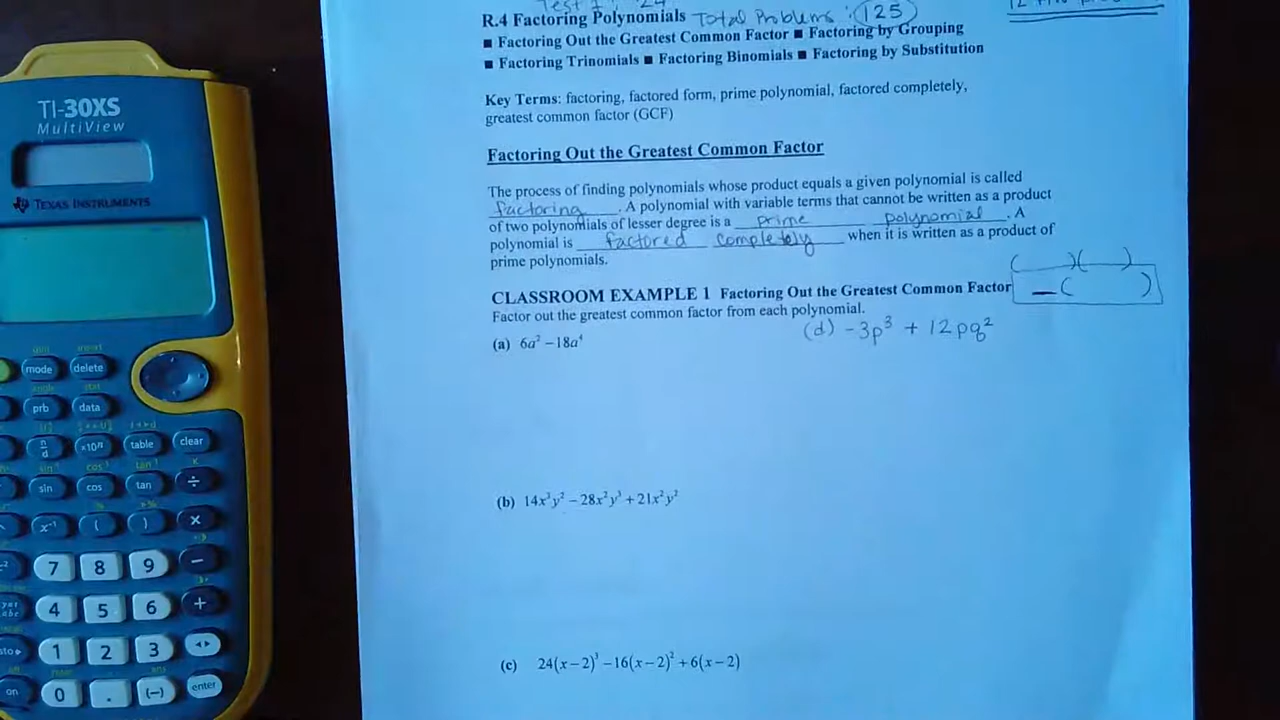 R.4 Factoring Polynomials Total Problems : 125
■ Factoring Out the Greatest Common Factor ■ Factoring by Grouping
■ Factoring Trinomials ■ Factoring Binomials ■ Factoring by Substitution
Key Terms: factoring, factored form, prime polynomial, factored completely,
greatest common factor (GCF)
Factoring Out the Greatest Common Factor
The process of finding polynomials whose product equals a given polynomial is called
factoring. A polynomial with variable terms that cannot be written as a product
of two polynomials of lesser degree is a prime polynomial. A
polynomial is factored completely when it is written as a product of
prime polynomials.
( )( )
CLASSROOM EXAMPLE 1 Factoring Out the Greatest Common Factor _( )
Factor out the greatest common factor from each polynomial.
(a) 6a² − 18a⁴ (d) -3p³ + 12pq²
(b) 14x³y² − 28x²y³ + 21x²y²
(c) 24(x − 2)³ − 16(x − 2)² + 6(x − 2)
TI-30XS
MultiView
TEXAS INSTRUMENTS
mode delete
prb data
n/d ×10ⁿ table clear
sin cos tan ÷
x⁻¹ ( ) ×
7 8 9 −
4 5 6 +
sto▸ 1 2 3 ◂▸
on 0 . (−) enter